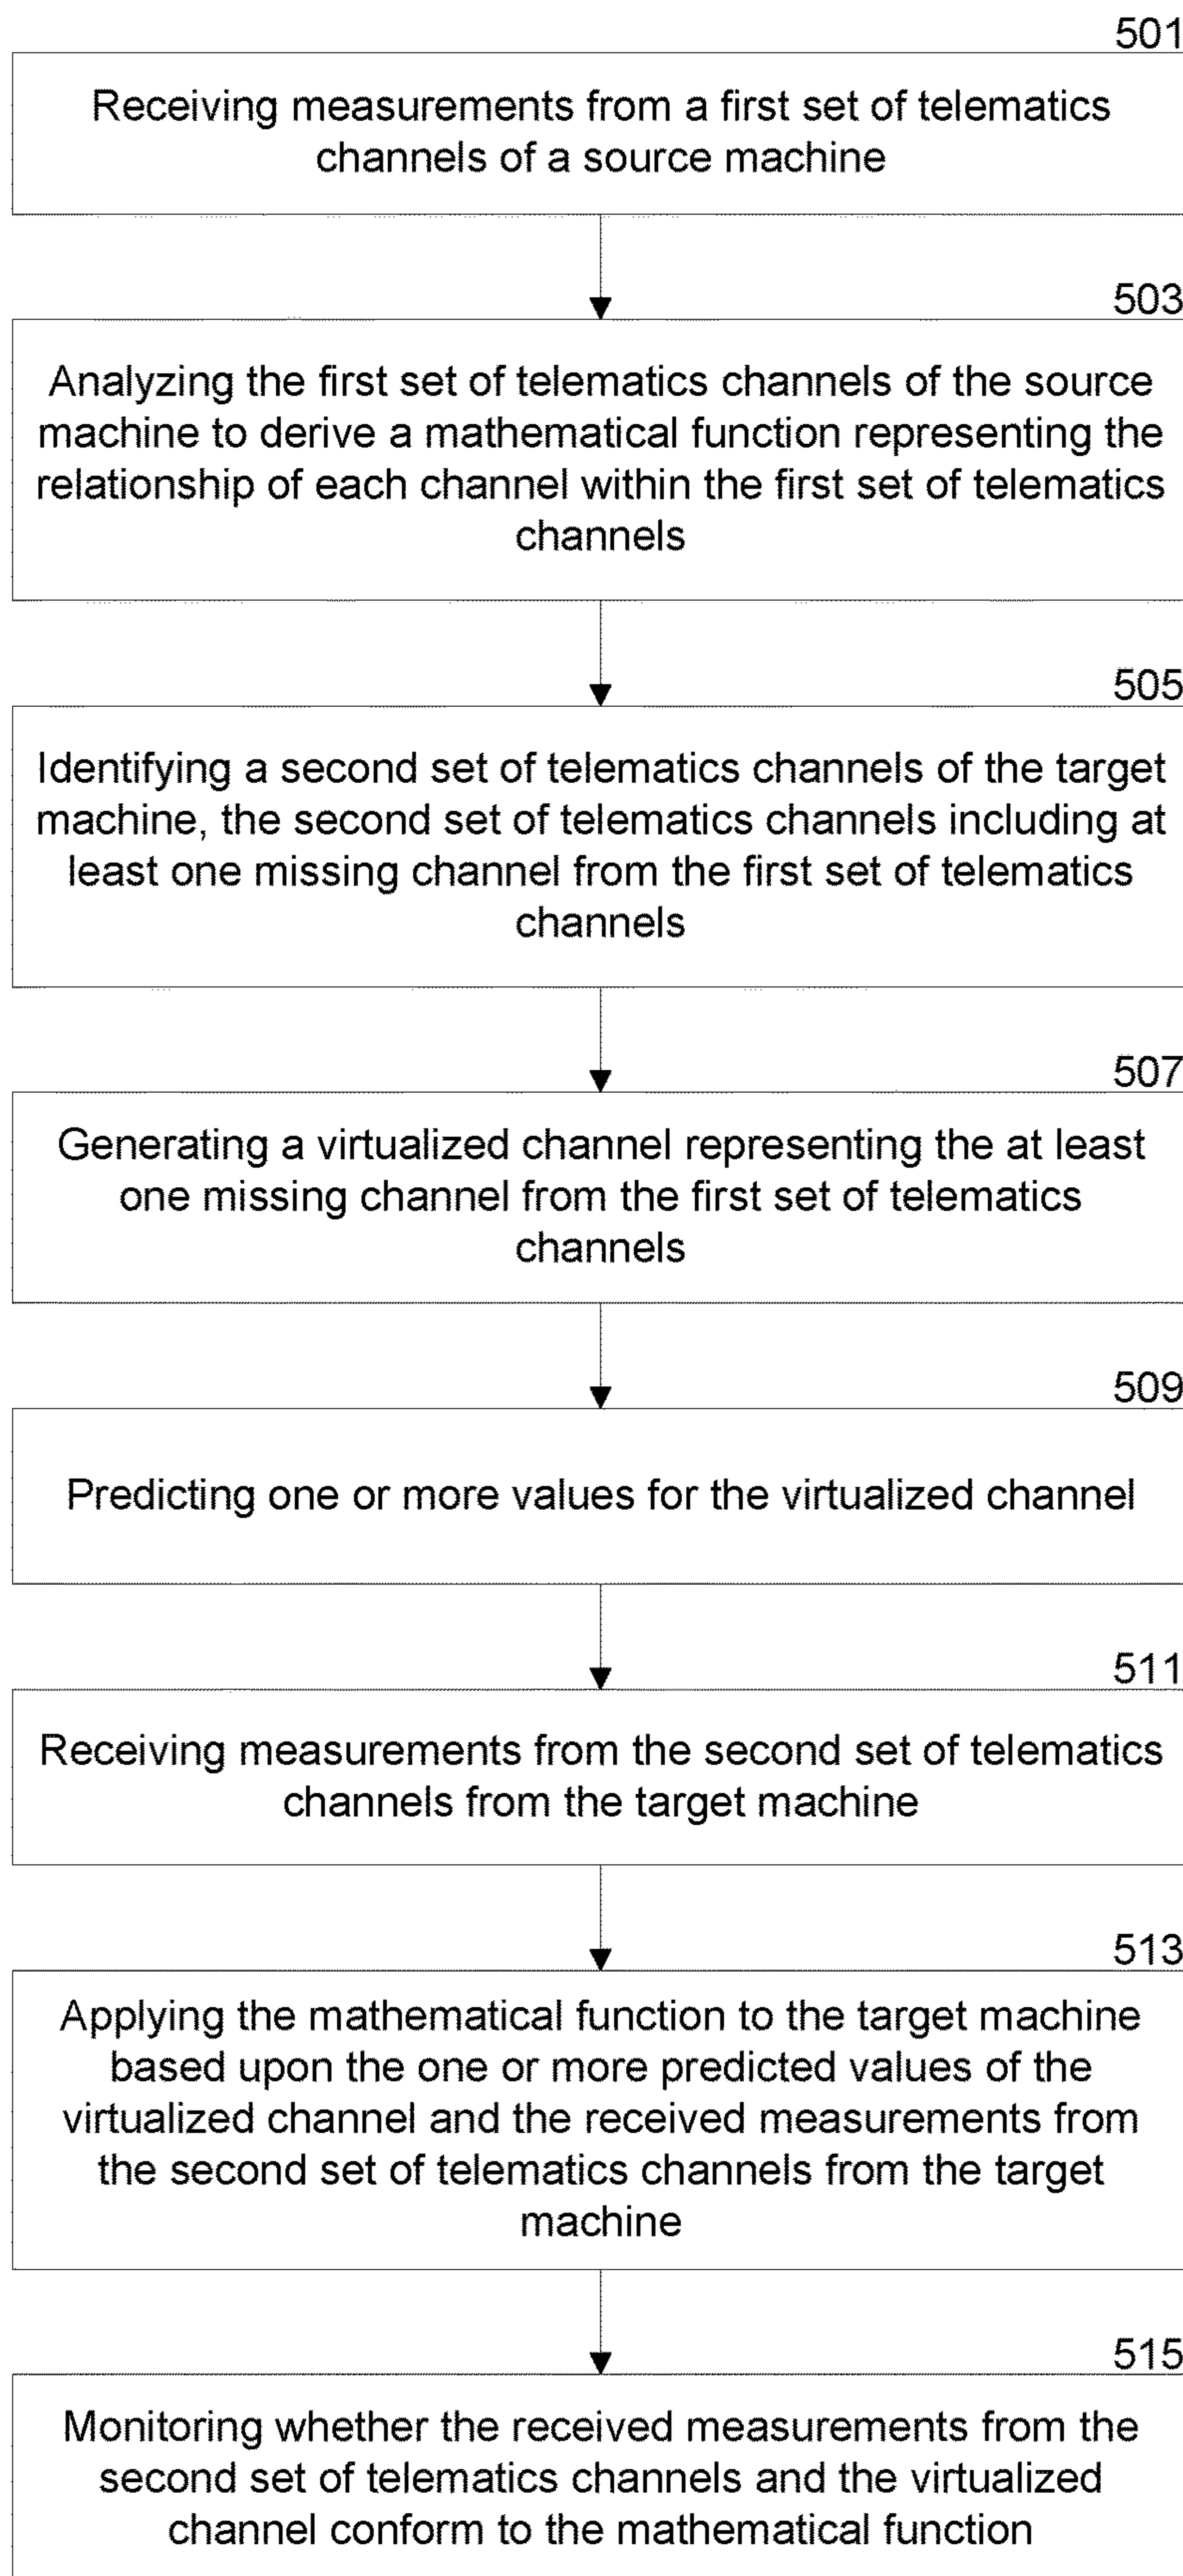 501
Receiving measurements from a first set of telematics
channels of a source machine
503
Analyzing the first set of telematics channels of the source
machine to derive a mathematical function representing the
relationship of each channel within the first set of telematics
channels
505
Identifying a second set of telematics channels of the target
machine, the second set of telematics channels including at
least one missing channel from the first set of telematics
channels
507
Generating a virtualized channel representing the at least
one missing channel from the first set of telematics
channels
509
Predicting one or more values for the virtualized channel
511
Receiving measurements from the second set of telematics
channels from the target machine
513
Applying the mathematical function to the target machine
based upon the one or more predicted values of the
virtualized channel and the received measurements from
the second set of telematics channels from the target
machine
515
Monitoring whether the received measurements from the
second set of telematics channels and the virtualized
channel conform to the mathematical function